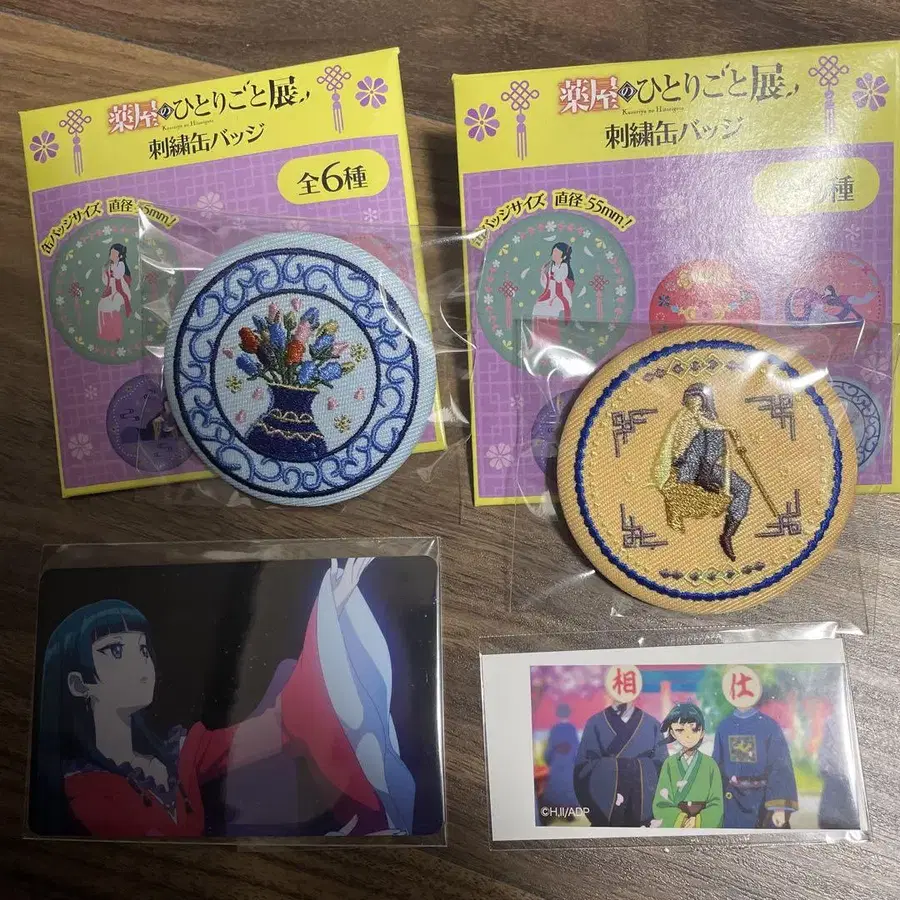 薬屋のひとりごと展
Kusuriya no Hitorigoto
刺繍缶バッジ
全6種
缶バッジサイズ 直径55mm!
薬屋のひとりごと展
Kusuriya no Hitorigoto
刺繍缶バッジ
種
缶バッジサイズ 直径55mm!
相
仕
©H,II/ADP